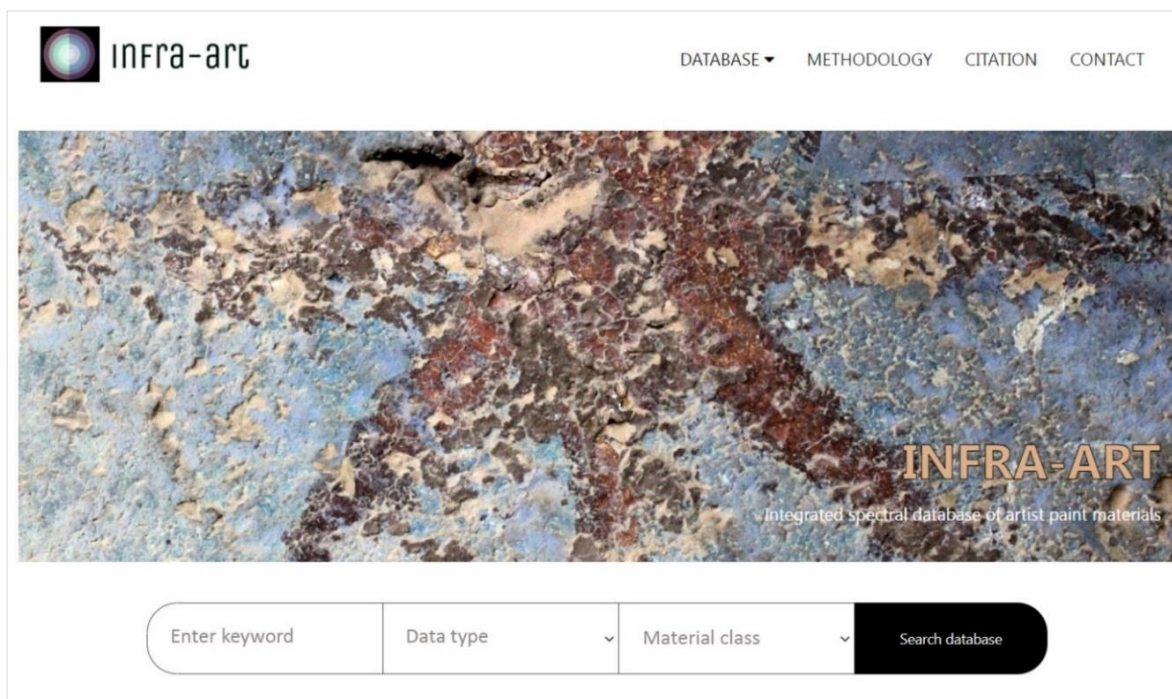 INFRA-ART
DATABASE METHODOLOGY CITATION CONTACT
INFRA-ART
Integrated spectral database of artist paint materials
Enter keyword Data type Material class Search database